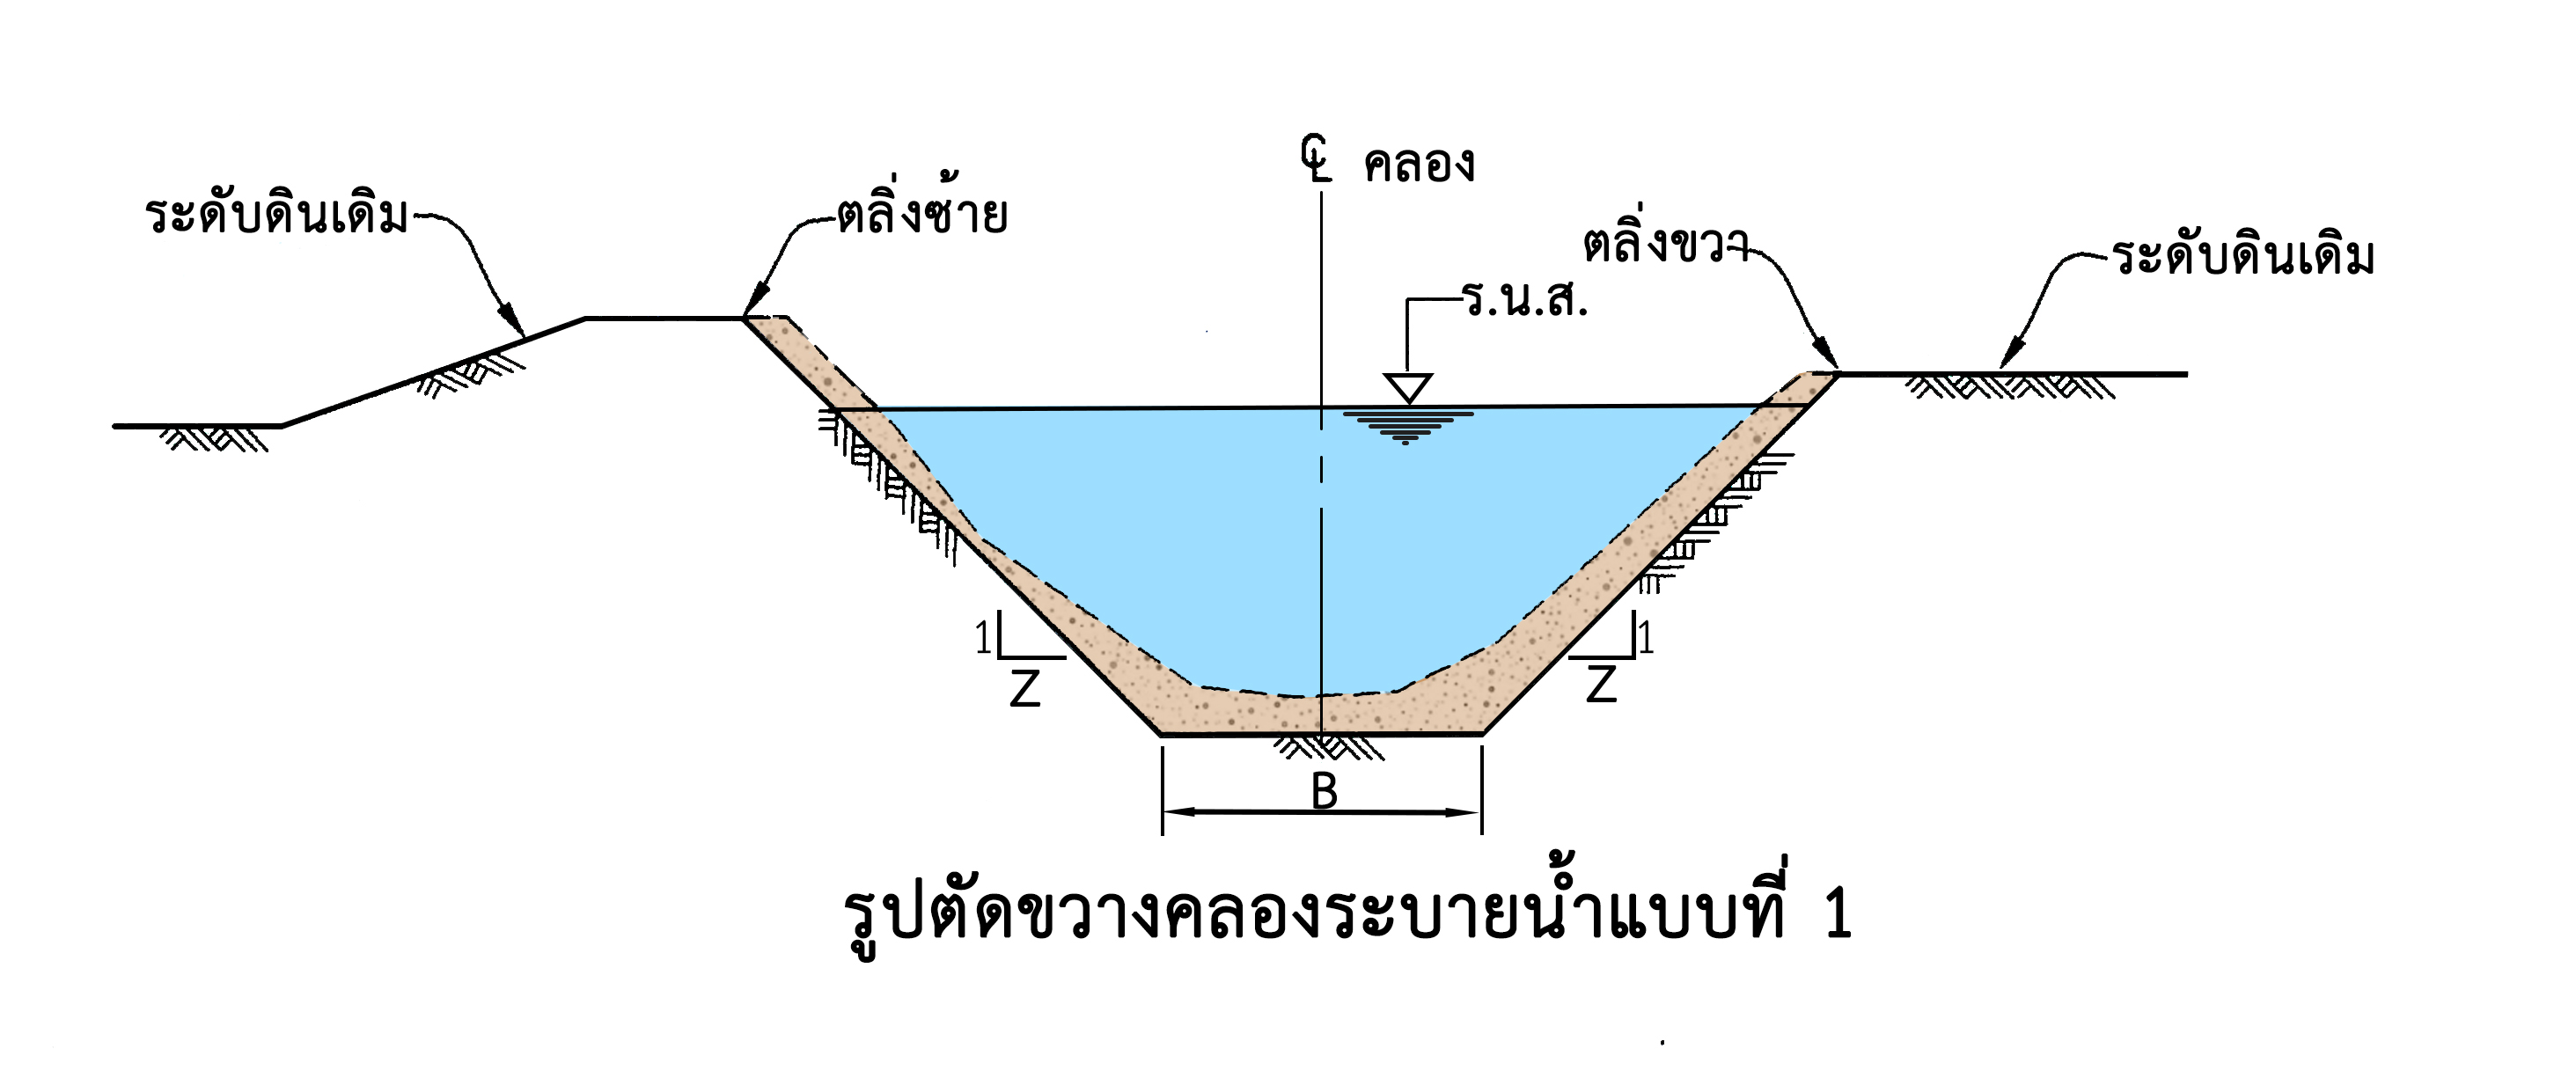 ℄ คลอง
ระดับดินเดิม
ตลิ่งซ้าย
ตลิ่งขวา
ระดับดินเดิม
ร.น.ส.
1
Z
1
Z
B
รูปตัดขวางคลองระบายน้ำแบบที่ 1